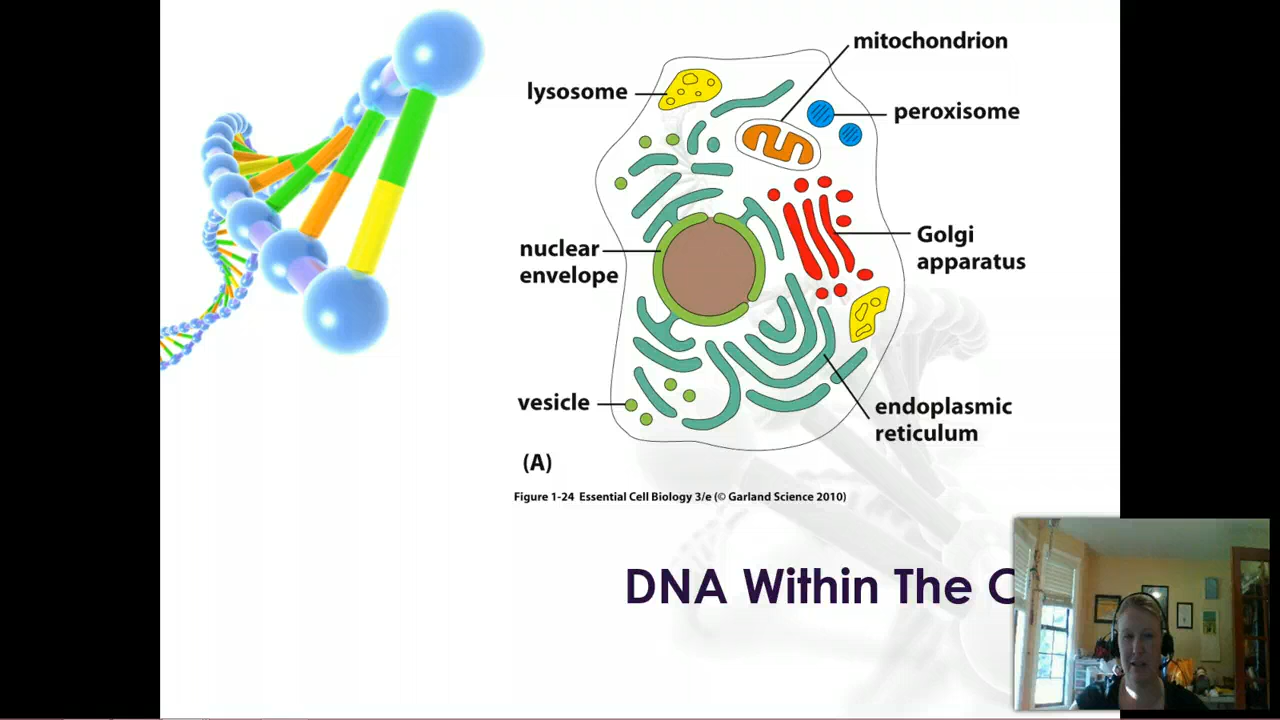 mitochondrion
lysosome
peroxisome
nuclear
envelope
Golgi
apparatus
vesicle
endoplasmic
reticulum
(A)
Figure 1-24 Essential Cell Biology 3/e (© Garland Science 2010)
DNA Within The C